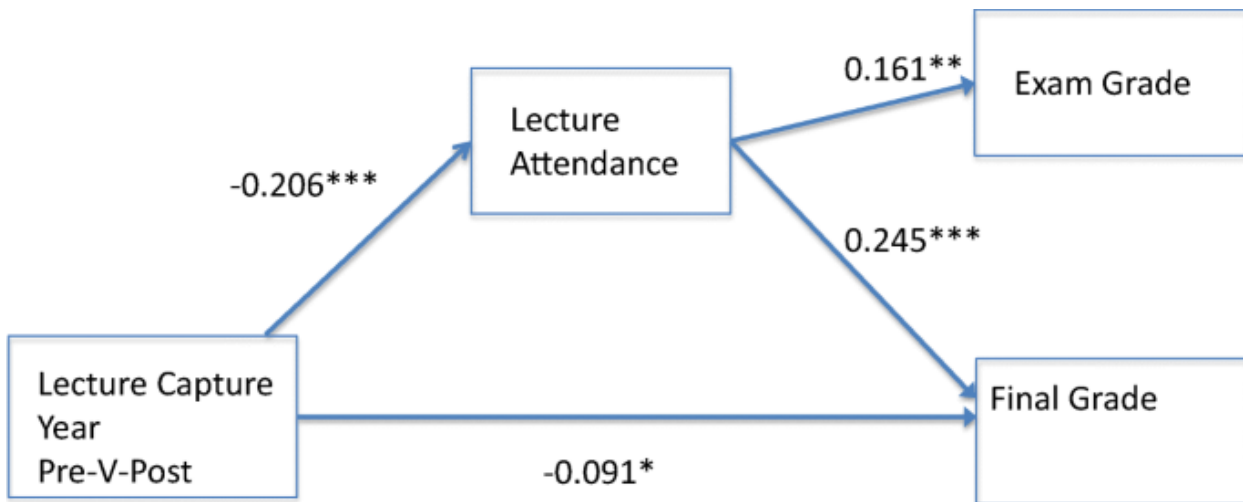 0.161**
Exam Grade
Lecture
Attendance
-0.206***
0.245***
Lecture Capture
Year
Pre-V-Post
Final Grade
-0.091*